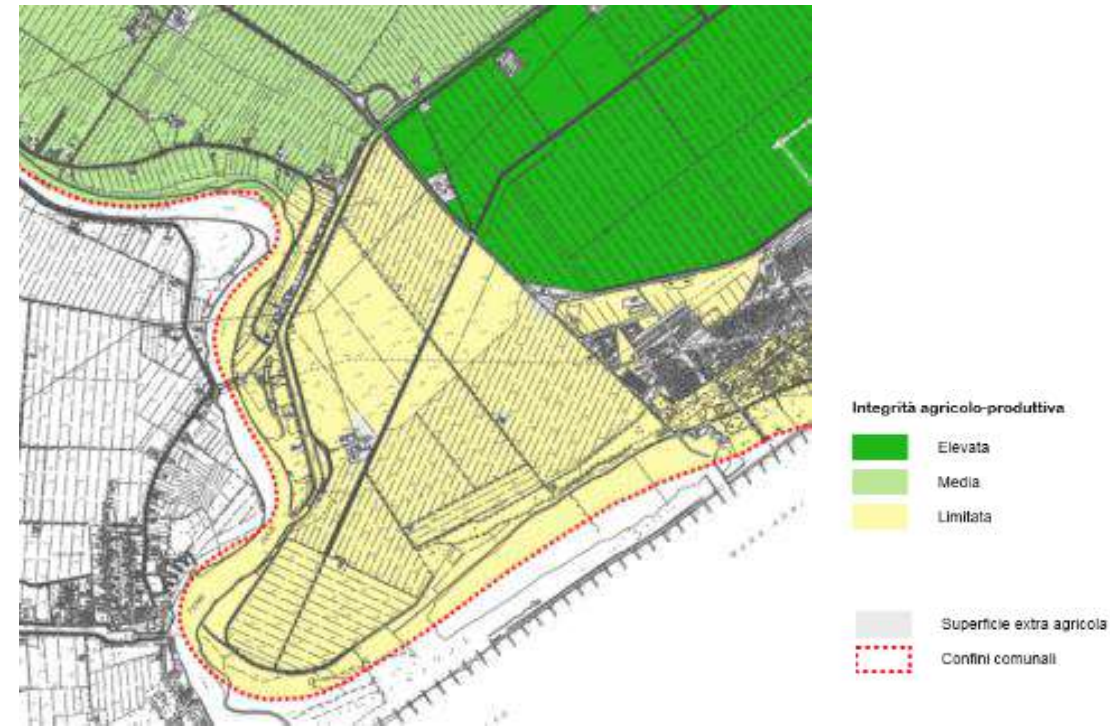 Integrità agricolo-produttiva
Elevata
Media
Limitata
Superficie extra agricola
Confini comunali